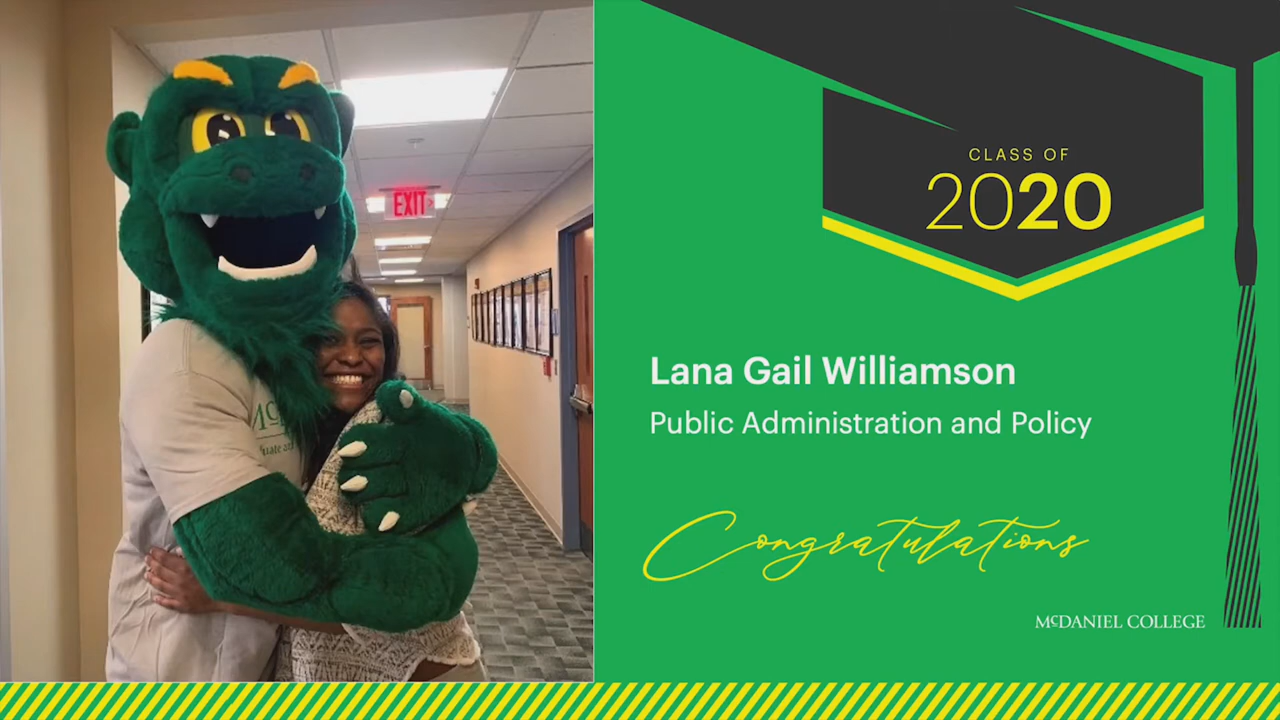 EXIT
CLASS OF
2020
Lana Gail Williamson
Public Administration and Policy
Congratulations
McDANIEL COLLEGE